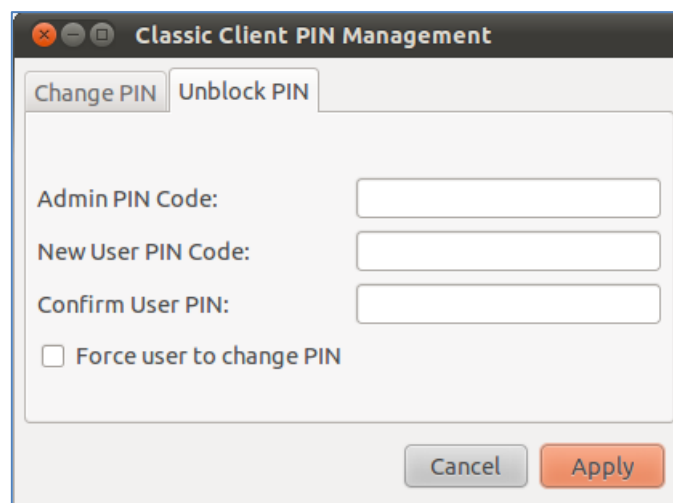 Classic Client PIN Management
Change PIN Unblock PIN
Admin PIN Code:
New User PIN Code:
Confirm User PIN:
Force user to change PIN
Cancel Apply